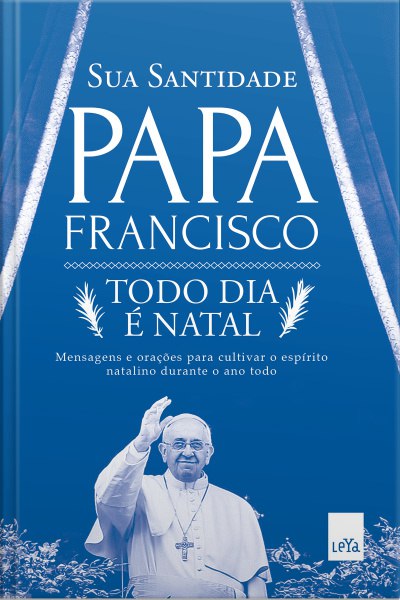 SUA SANTIDADE
PAPA
FRANCISCO
TODO DIA
É NATAL
Mensagens e orações para cultivar o espírito
natalino durante o ano todo
LeYa